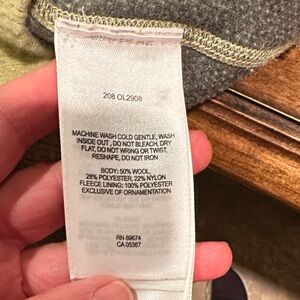 208 OL2908
MACHINE WASH COLD GENTLE, WASH
INSIDE OUT, DO NOT BLEACH, DRY
FLAT, DO NOT WRING OR TWIST,
RESHAPE, DO NOT IRON
BODY: 50% WOOL,
28% POLYESTER, 22% NYLON
FLEECE LINING: 100% POLYESTER
EXCLUSIVE OF ORNAMENTATION
RN 89674
CA 05367